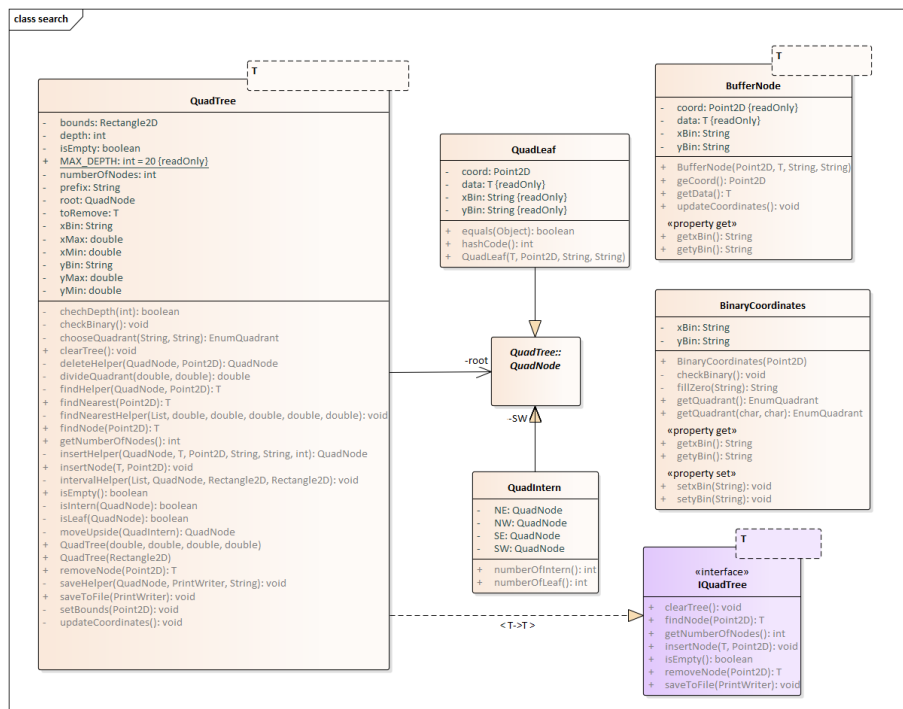 class search
T
QuadTree
- bounds: Rectangle2D
- depth: int
- isEmpty: boolean
+ MAX_DEPTH: int = 20 {readOnly}
- numberOfNodes: int
- prefix: String
- root: QuadNode
- toRemove: T
- xBin: String
- xMax: double
- xMin: double
- yBin: String
- yMax: double
- yMin: double
- chechDepth(int): boolean
- checkBinary(): void
- chooseQuadrant(String, String): EnumQuadrant
+ clearTree(): void
- deleteHelper(QuadNode, Point2D): QuadNode
- divideQuadrant(double, double): double
- findHelper(QuadNode, Point2D): T
+ findNearest(Point2D): T
- findNearestHelper(List, double, double, double, double, double): void
+ findNode(Point2D): T
+ getNumberOfNodes(): int
- insertHelper(QuadNode, T, Point2D, String, String, int): QuadNode
+ insertNode(T, Point2D): void
- intervalHelper(List, QuadNode, Rectangle2D, Rectangle2D): void
+ isEmpty(): boolean
- isIntern(QuadNode): boolean
- isLeaf(QuadNode): boolean
- moveUpside(QuadIntern): QuadNode
+ QuadTree(double, double, double, double)
+ QuadTree(Rectangle2D)
+ removeNode(Point2D): T
- saveHelper(QuadNode, PrintWriter, String): void
+ saveToFile(PrintWriter): void
- setBounds(Point2D): void
- updateCoordinates(): void
QuadLeaf
- coord: Point2D
- data: T {readOnly}
- xBin: String {readOnly}
- yBin: String {readOnly}
+ equals(Object): boolean
+ hashCode(): int
+ QuadLeaf(T, Point2D, String, String)
-root
QuadTree::
QuadNode
-SW
QuadIntern
- NE: QuadNode
- NW: QuadNode
- SE: QuadNode
- SW: QuadNode
+ numberOfIntern(): int
+ numberOfLeaf(): int
< T->T >
T
BufferNode
- coord: Point2D {readOnly}
- data: T {readOnly}
- xBin: String
- yBin: String
+ BufferNode(Point2D, T, String, String)
+ geCoord(): Point2D
+ getData(): T
+ updateCoordinates(): void
«property get»
+ getxBin(): String
+ getyBin(): String
BinaryCoordinates
- xBin: String
- yBin: String
+ BinaryCoordinates(Point2D)
- checkBinary(): void
- fillZero(String): String
+ getQuadrant(): EnumQuadrant
+ getQuadrant(char, char): EnumQuadrant
«property get»
+ getxBin(): String
+ getyBin(): String
«property set»
+ setxBin(String): void
+ setyBin(String): void
T
«interface»
IQuadTree
+ clearTree(): void
+ findNode(Point2D): T
+ getNumberOfNodes(): int
+ insertNode(T, Point2D): void
+ isEmpty(): boolean
+ removeNode(Point2D): T
+ saveToFile(PrintWriter): void